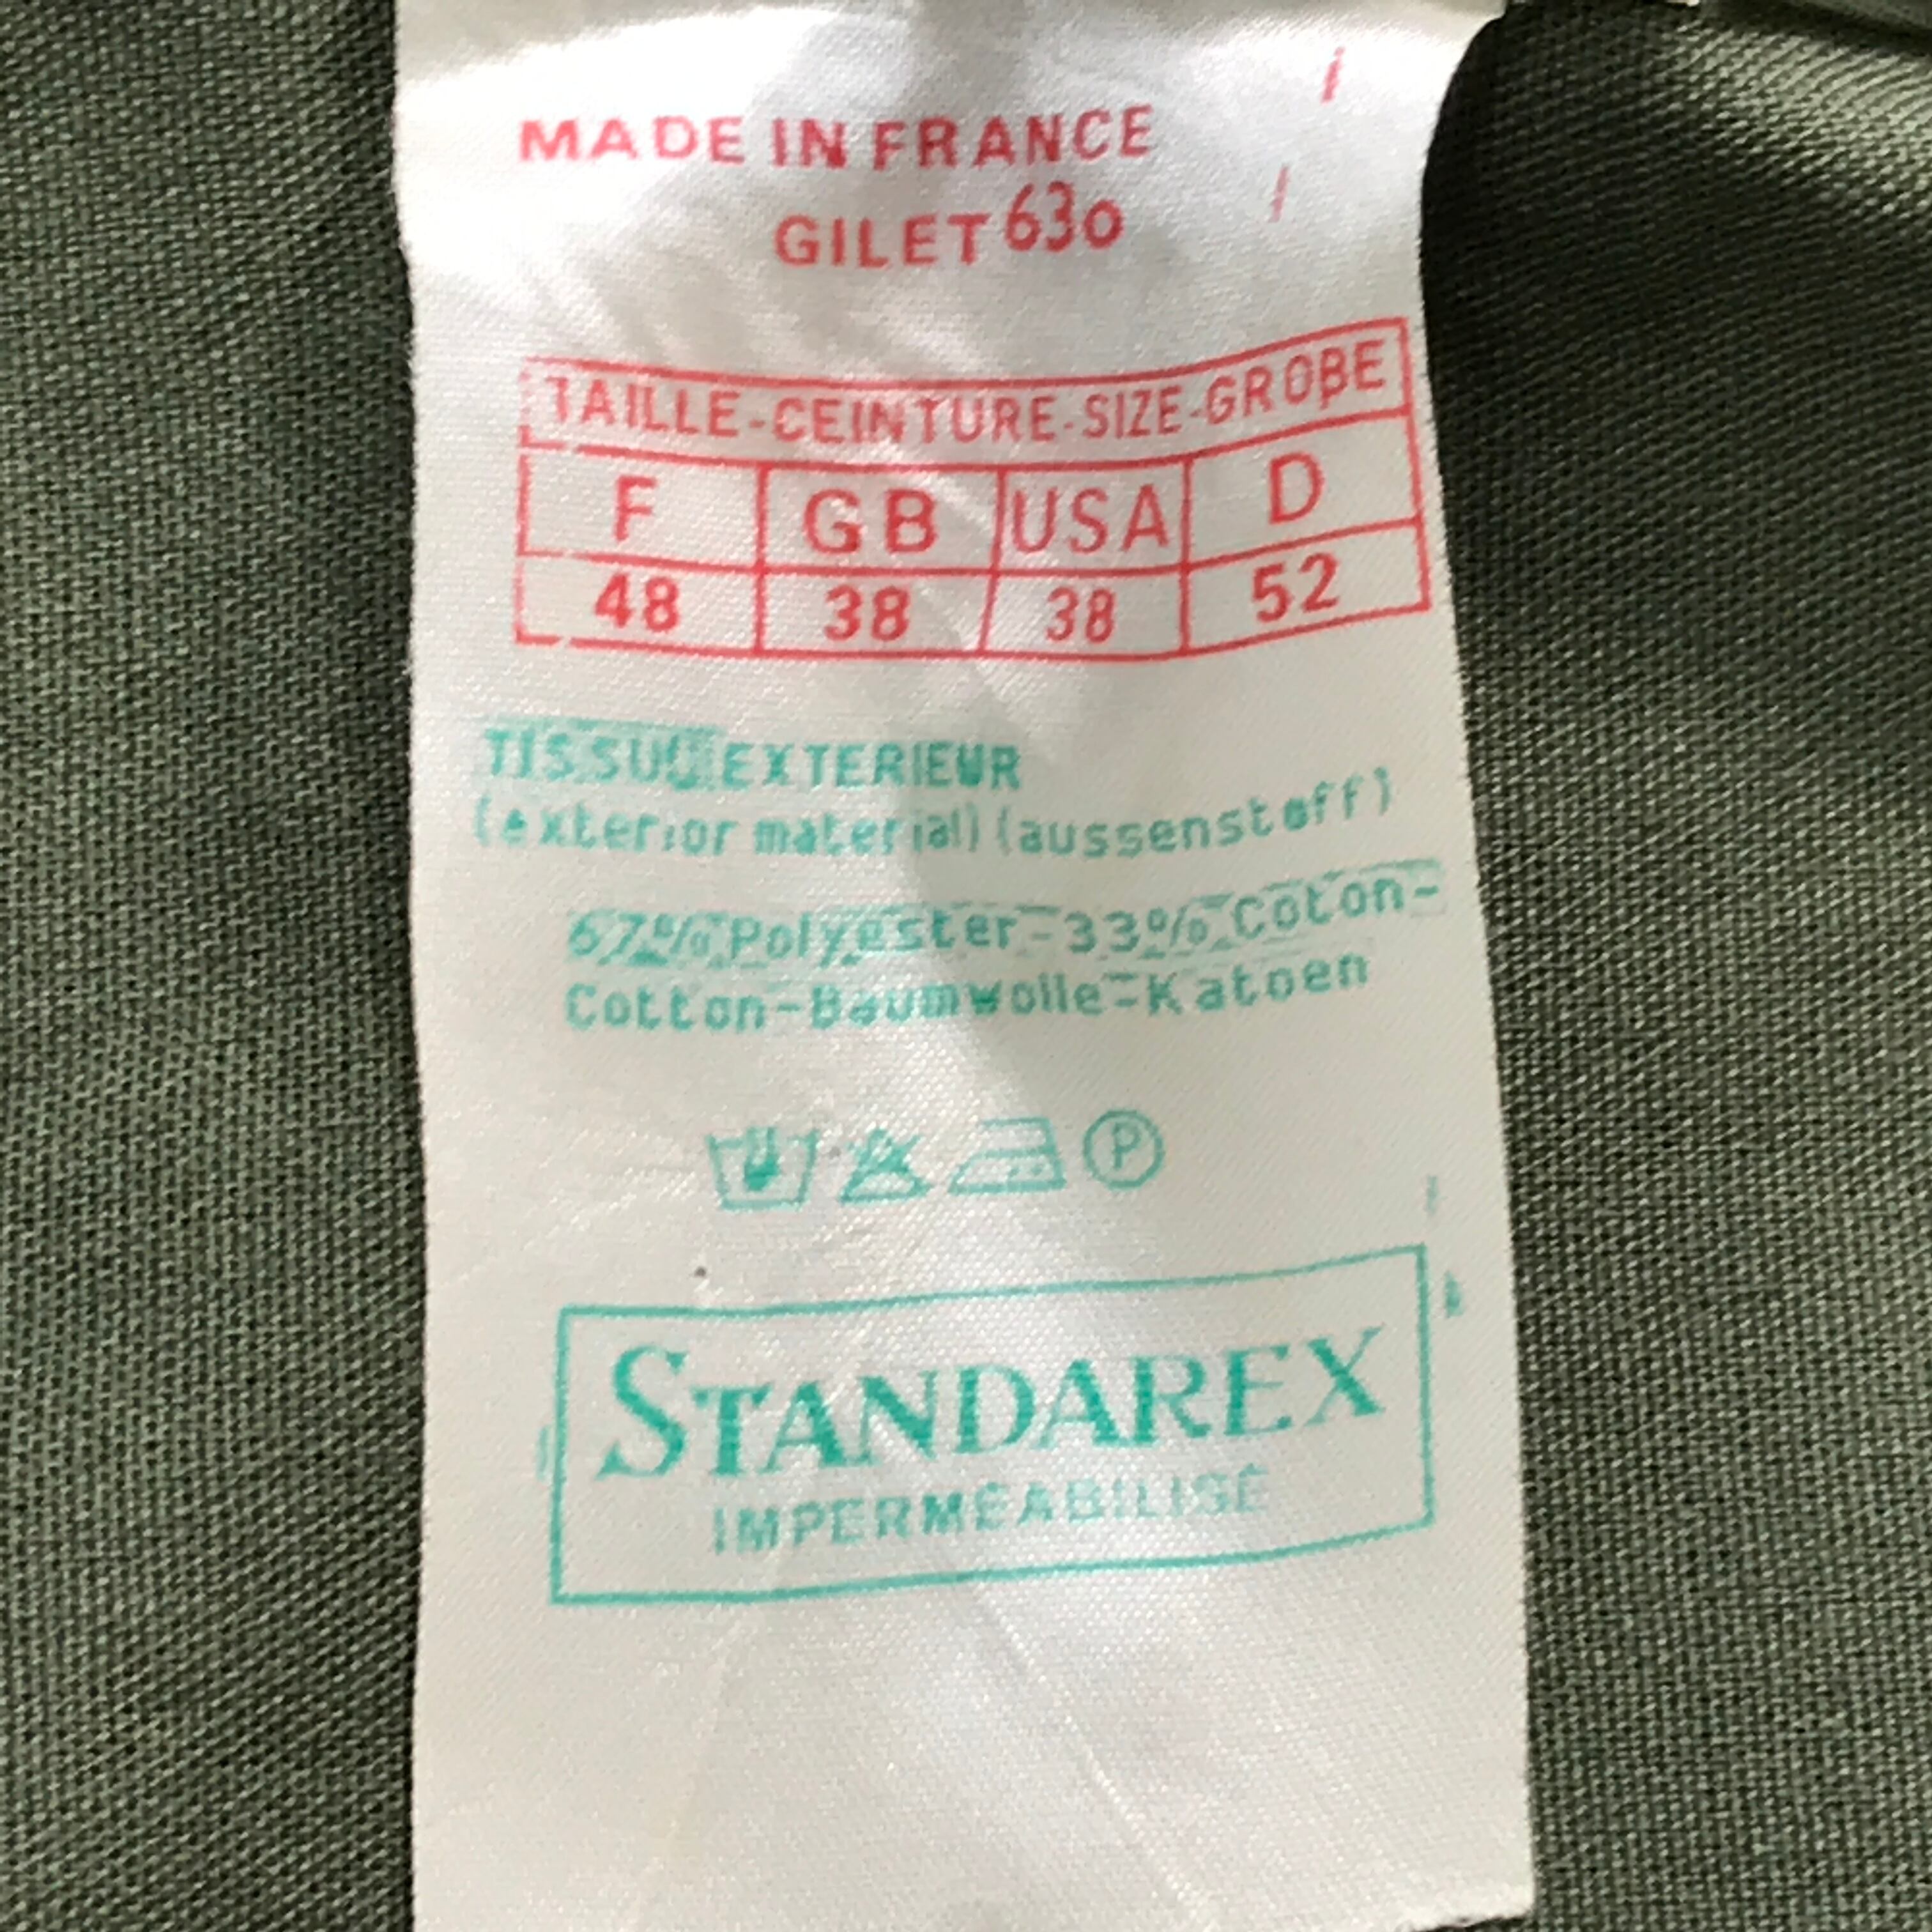 MADE IN FRANCE
GILET 630
TAILLE-CEINTURE-SIZE-GROβE
F GB USA D
48 38 38 52
TISSU EXTERIEUR
(exterior material) (aussenstoff)
67% Polyester - 33% Coton-
Cotton-Baumwolle-Katoen
P
STANDAREX
IMPERMÉABILISÉ